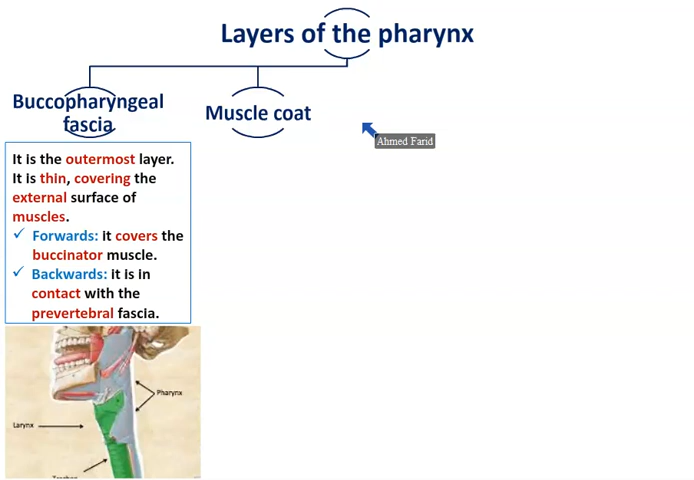 Layers of the pharynx
Buccopharyngeal
fascia
Muscle coat
Ahmed Farid
It is the outermost layer.
It is thin, covering the
external surface of
muscles.
✓ Forwards: it covers the
buccinator muscle.
✓ Backwards: it is in
contact with the
prevertebral fascia.
Pharynx
Larynx